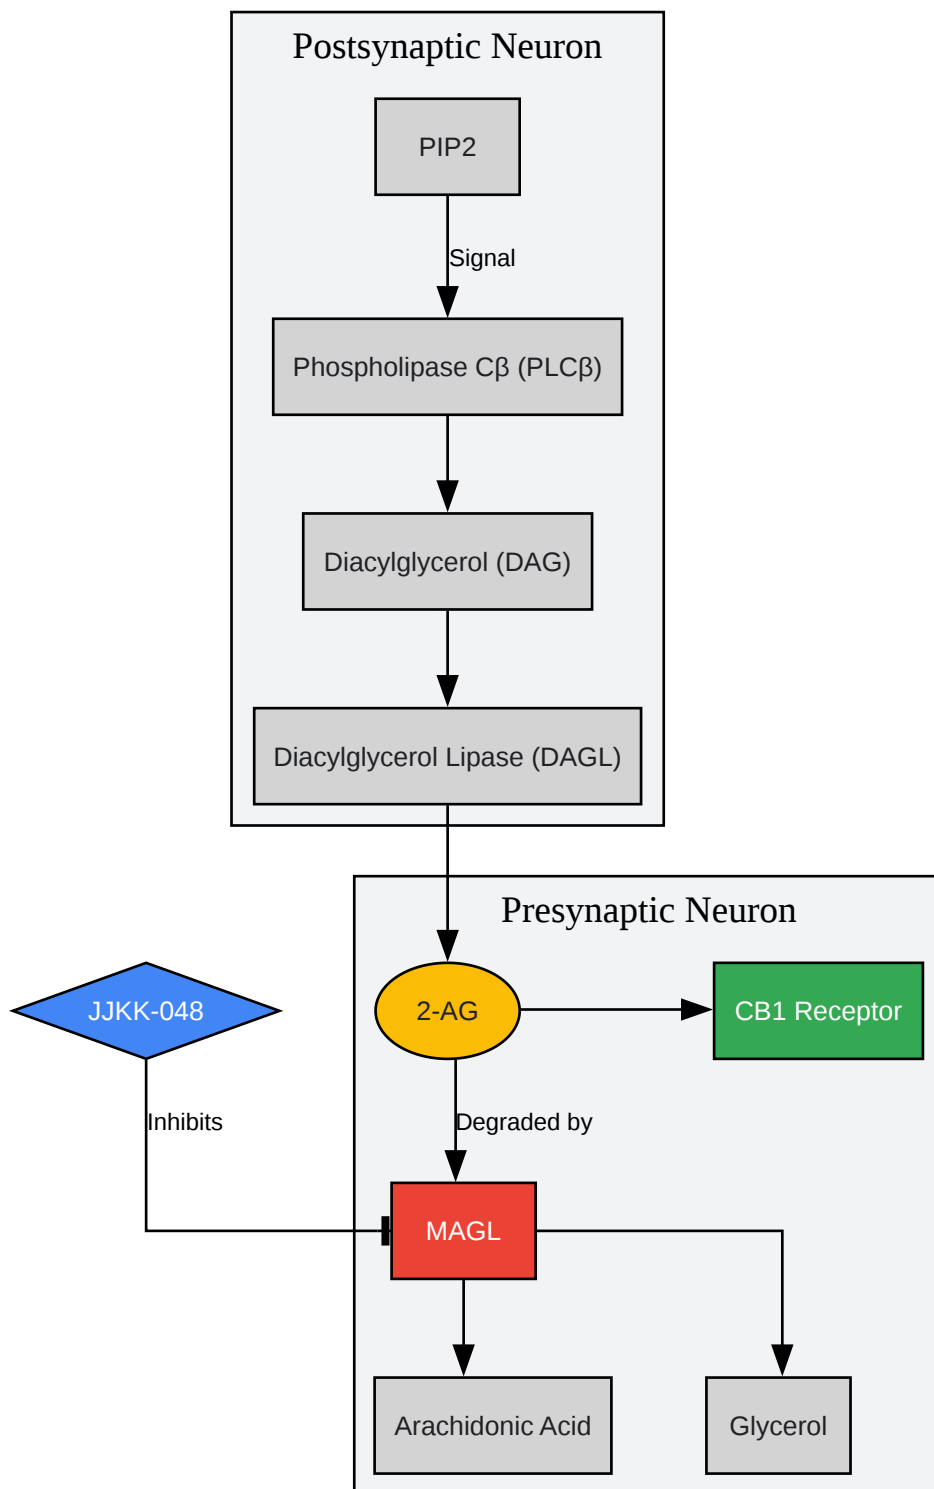 Postsynaptic Neuron
PIP2
Signal
Phospholipase Cβ (PLCβ)
Diacylglycerol (DAG)
Diacylglycerol Lipase (DAGL)
Presynaptic Neuron
JJKK-048
2-AG
CB1 Receptor
Inhibits
Degraded by
MAGL
Arachidonic Acid
Glycerol